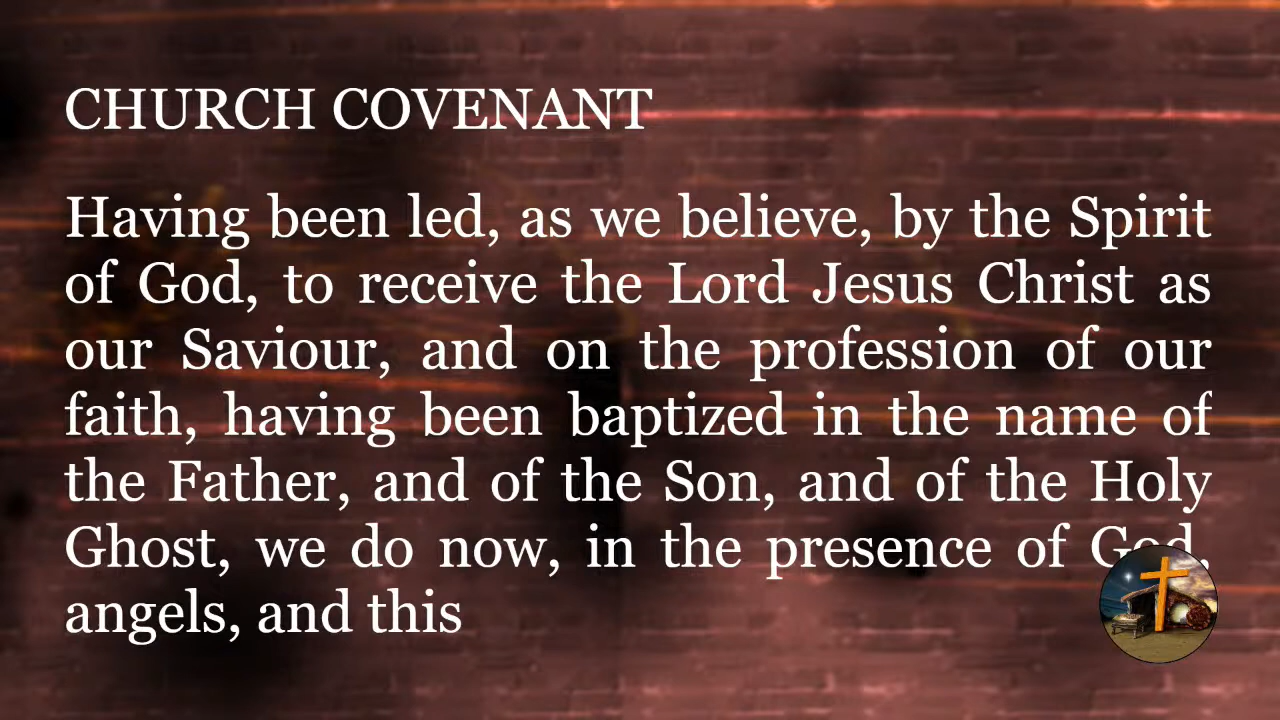 CHURCH COVENANT
Having been led, as we believe, by the Spirit
of God, to receive the Lord Jesus Christ as
our Saviour, and on the profession of our
faith, having been baptized in the name of
the Father, and of the Son, and of the Holy
Ghost, we do now, in the presence of God,
angels, and this